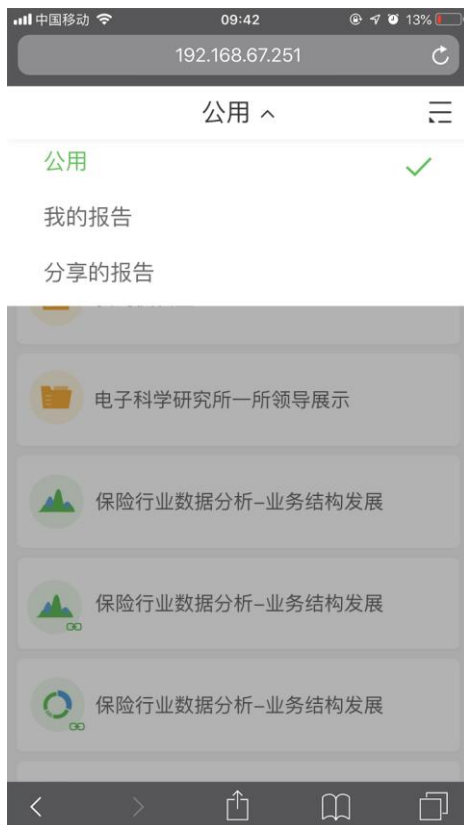 中国移动 09:42 13%
192.168.67.251
公用
公用
我的报告
分享的报告
电子科学研究所一所领导展示
保险行业数据分析–业务结构发展
保险行业数据分析–业务结构发展
保险行业数据分析–业务结构发展